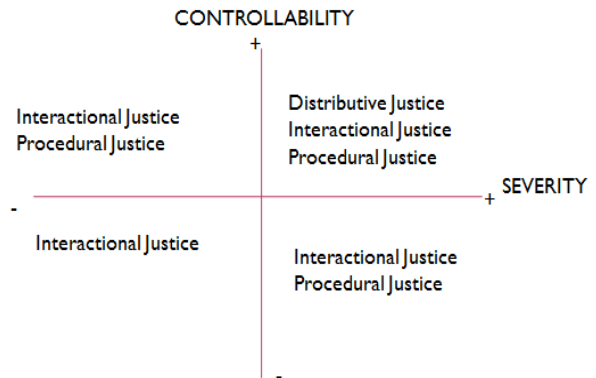 CONTROLLABILITY
+
Interactional Justice
Procedural Justice
Distributive Justice
Interactional Justice
Procedural Justice
-
+ SEVERITY
Interactional Justice
Interactional Justice
Procedural Justice
-